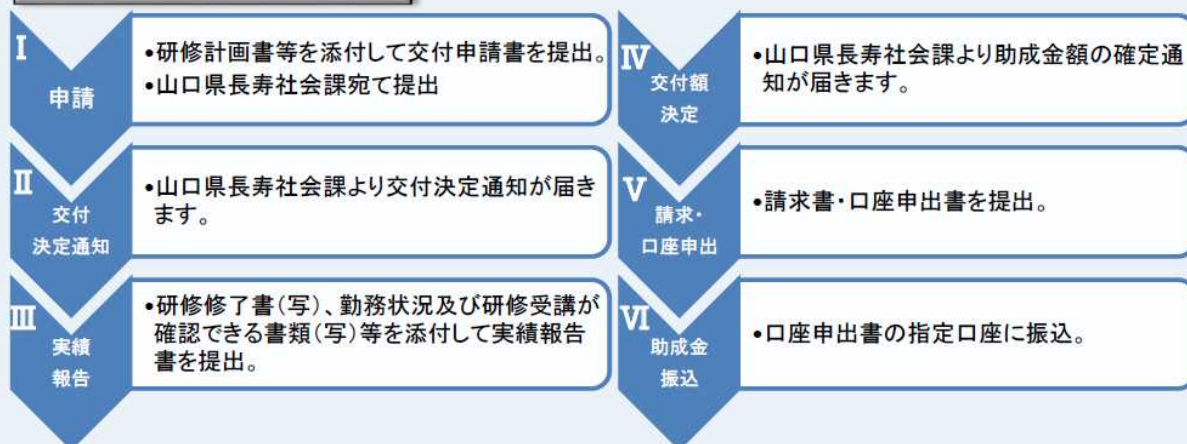 Ⅰ
申請
•研修計画書等を添付して交付申請書を提出。
•山口県長寿社会課宛て提出
Ⅱ
交付
決定通知
•山口県長寿社会課より交付決定通知が届き
ます。
Ⅲ
実績
報告
•研修修了書(写)、勤務状況及び研修受講が
確認できる書類(写)等を添付して実績報告
書を提出。
Ⅳ
交付額
決定
•山口県長寿社会課より助成金額の確定通
知が届きます。
Ⅴ
請求・
口座申出
•請求書・口座申出書を提出。
Ⅵ
助成金
振込
•口座申出書の指定口座に振込。